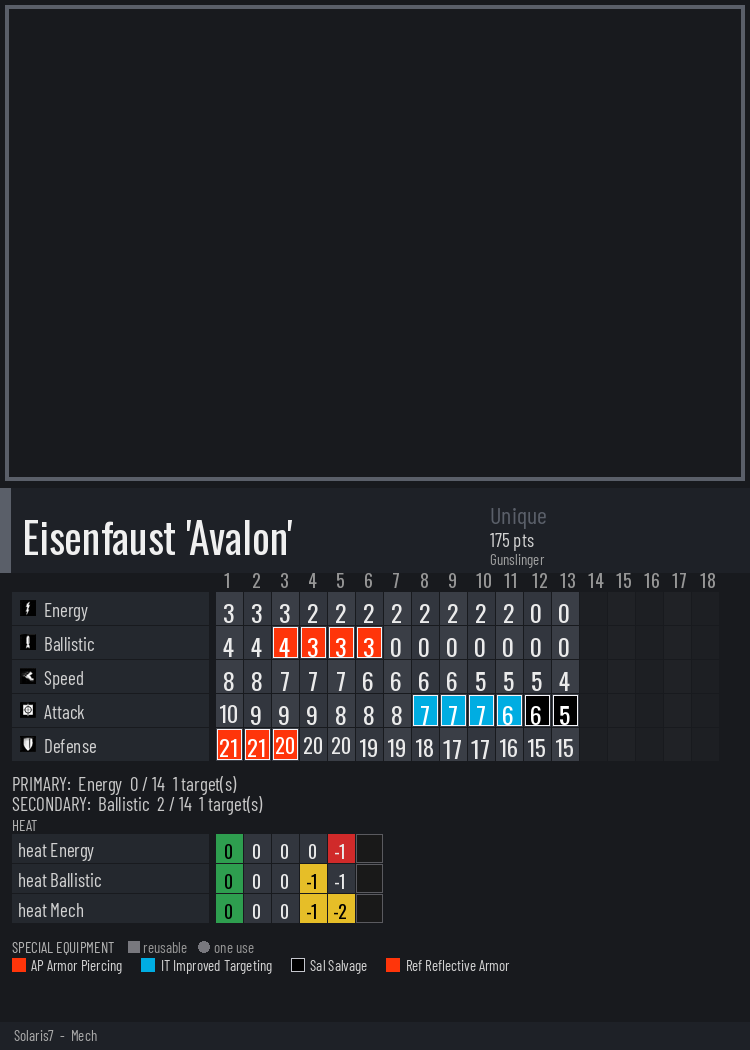 Eisenfaust 'Avalon'
Unique
175 pts
Gunslinger
1 2 3 4 5 6 7 8 9 10 11 12 13 14 15 16 17 18
Energy 3 3 3 2 2 2 2 2 2 2 2 0 0
Ballistic 4 4 4 3 3 3 0 0 0 0 0 0 0
Speed 8 8 7 7 7 6 6 6 6 5 5 5 4
Attack 10 9 9 9 8 8 8 7 7 7 6 6 5
Defense 21 21 20 20 20 19 19 18 17 17 16 15 15
PRIMARY: Energy 0 / 14 1 target(s)
SECONDARY: Ballistic 2 / 14 1 target(s)
HEAT
heat Energy 0 0 0 0 -1
heat Ballistic 0 0 0 -1 -1
heat Mech 0 0 0 -1 -2
SPECIAL EQUIPMENT reusable one use
AP Armor Piercing IT Improved Targeting Sal Salvage Ref Reflective Armor
Solaris7 - Mech